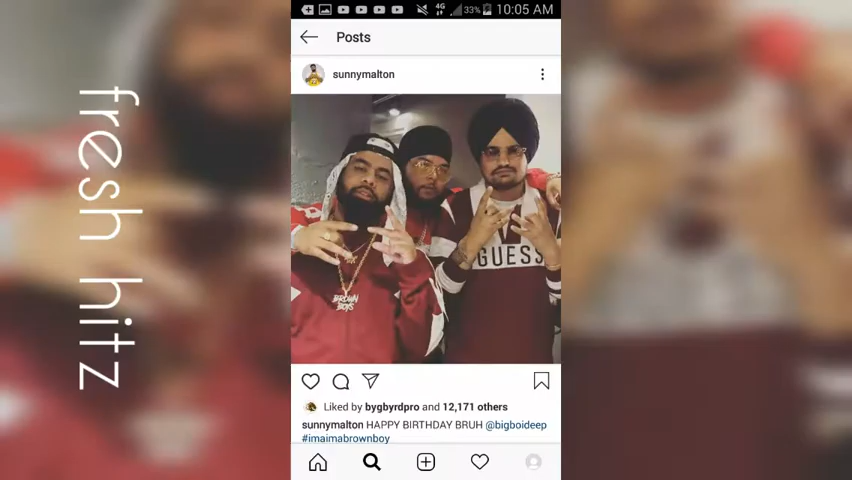 fresh hitz
4G 33% 10:05 AM
Posts
sunnymalton
GUESS
BROWN
BOYS
Liked by bygbyrdpro and 12,171 others
sunnymalton HAPPY BIRTHDAY BRUH @bigboideep
#imaimabrownboy